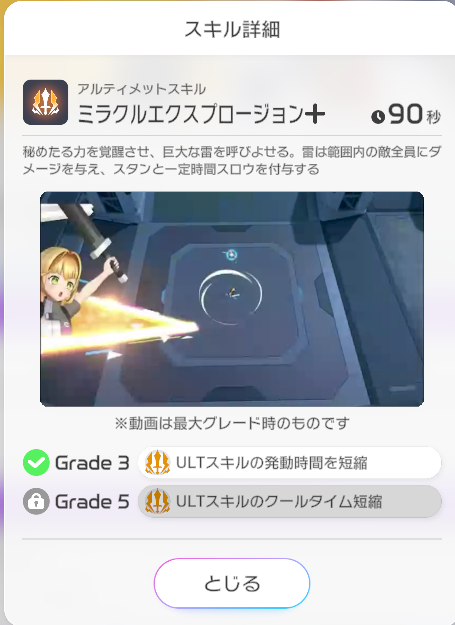 スキル詳細
アルティメットスキル
ミラクルエクスプロージョン+
90秒
秘めたる力を覚醒させ、巨大な雷を呼びよせる。雷は範囲内の敵全員にダ
メージを与え、スタンと一定時間スロウを付与する
※動画は最大グレード時のものです
Grade 3 ULTスキルの発動時間を短縮
Grade 5 ULTスキルのクールタイム短縮
とじる